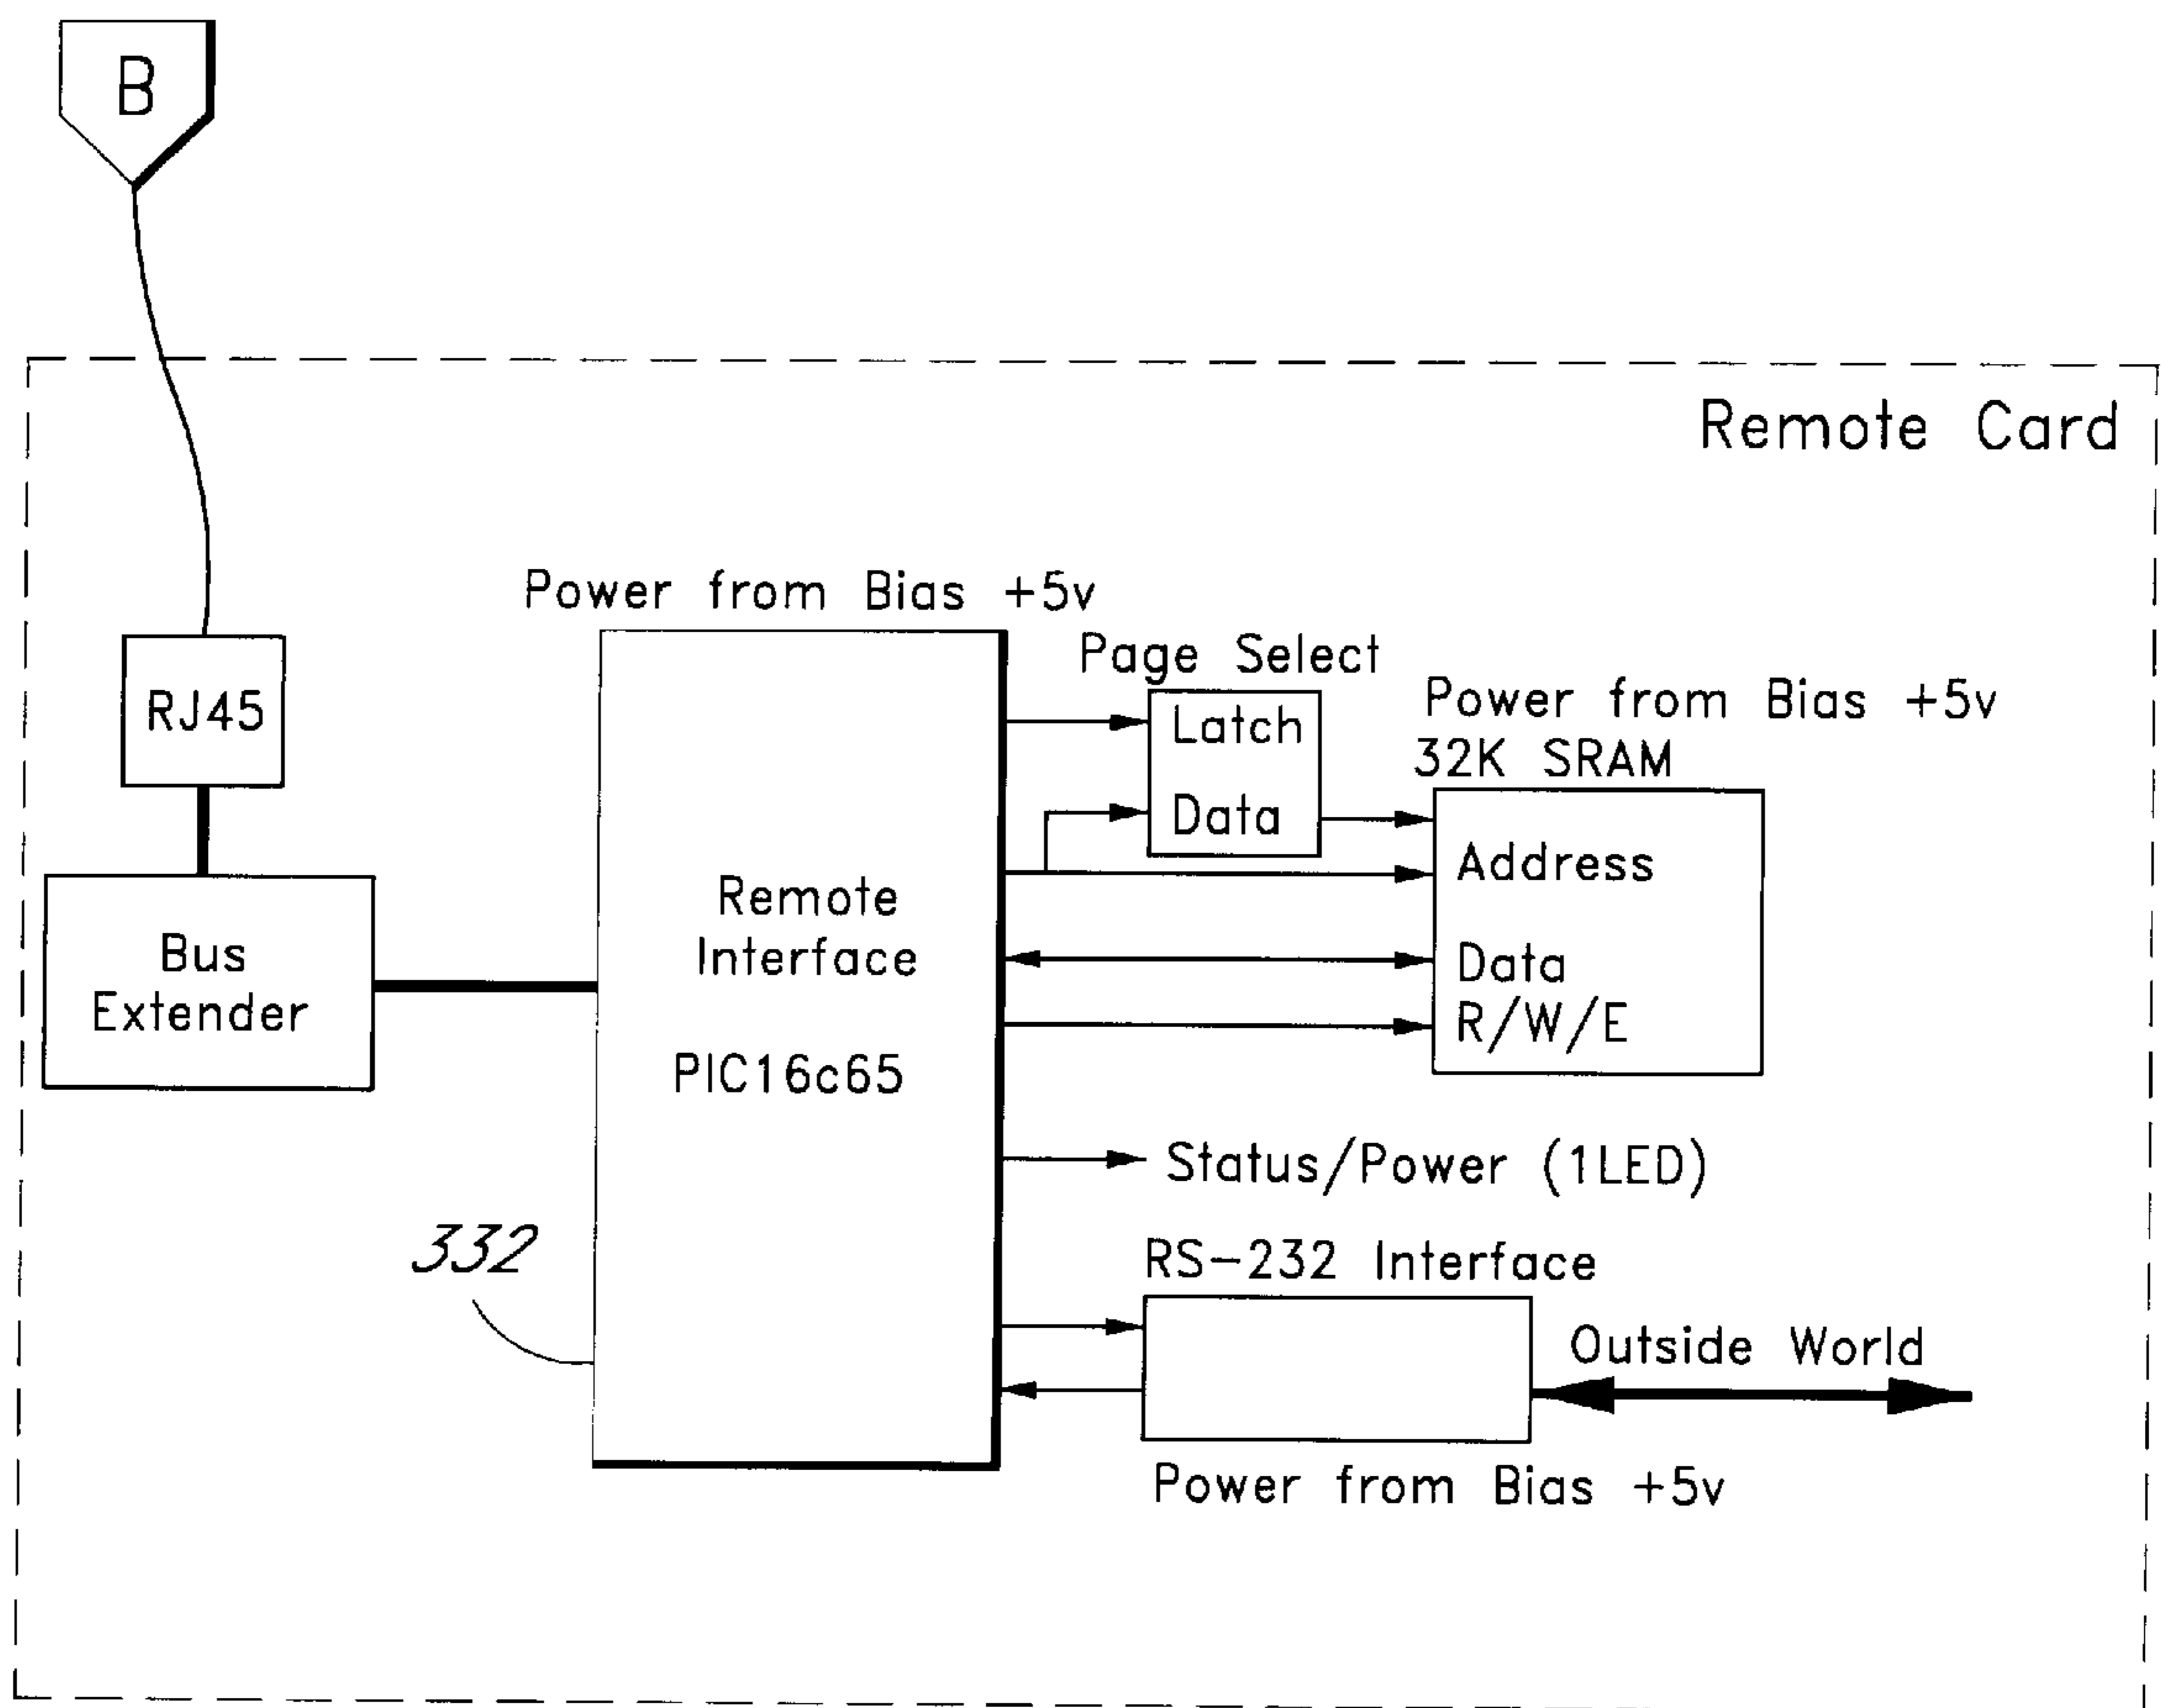 B
Remote Card
Power from Bias +5v
RJ45
Page Select
Latch
Data
Power from Bias +5v
32K SRAM
Address
Data
R/W/E
Bus
Extender
Remote
Interface
PIC16c65
Status/Power (1LED)
332
RS-232 Interface
Outside World
Power from Bias +5v